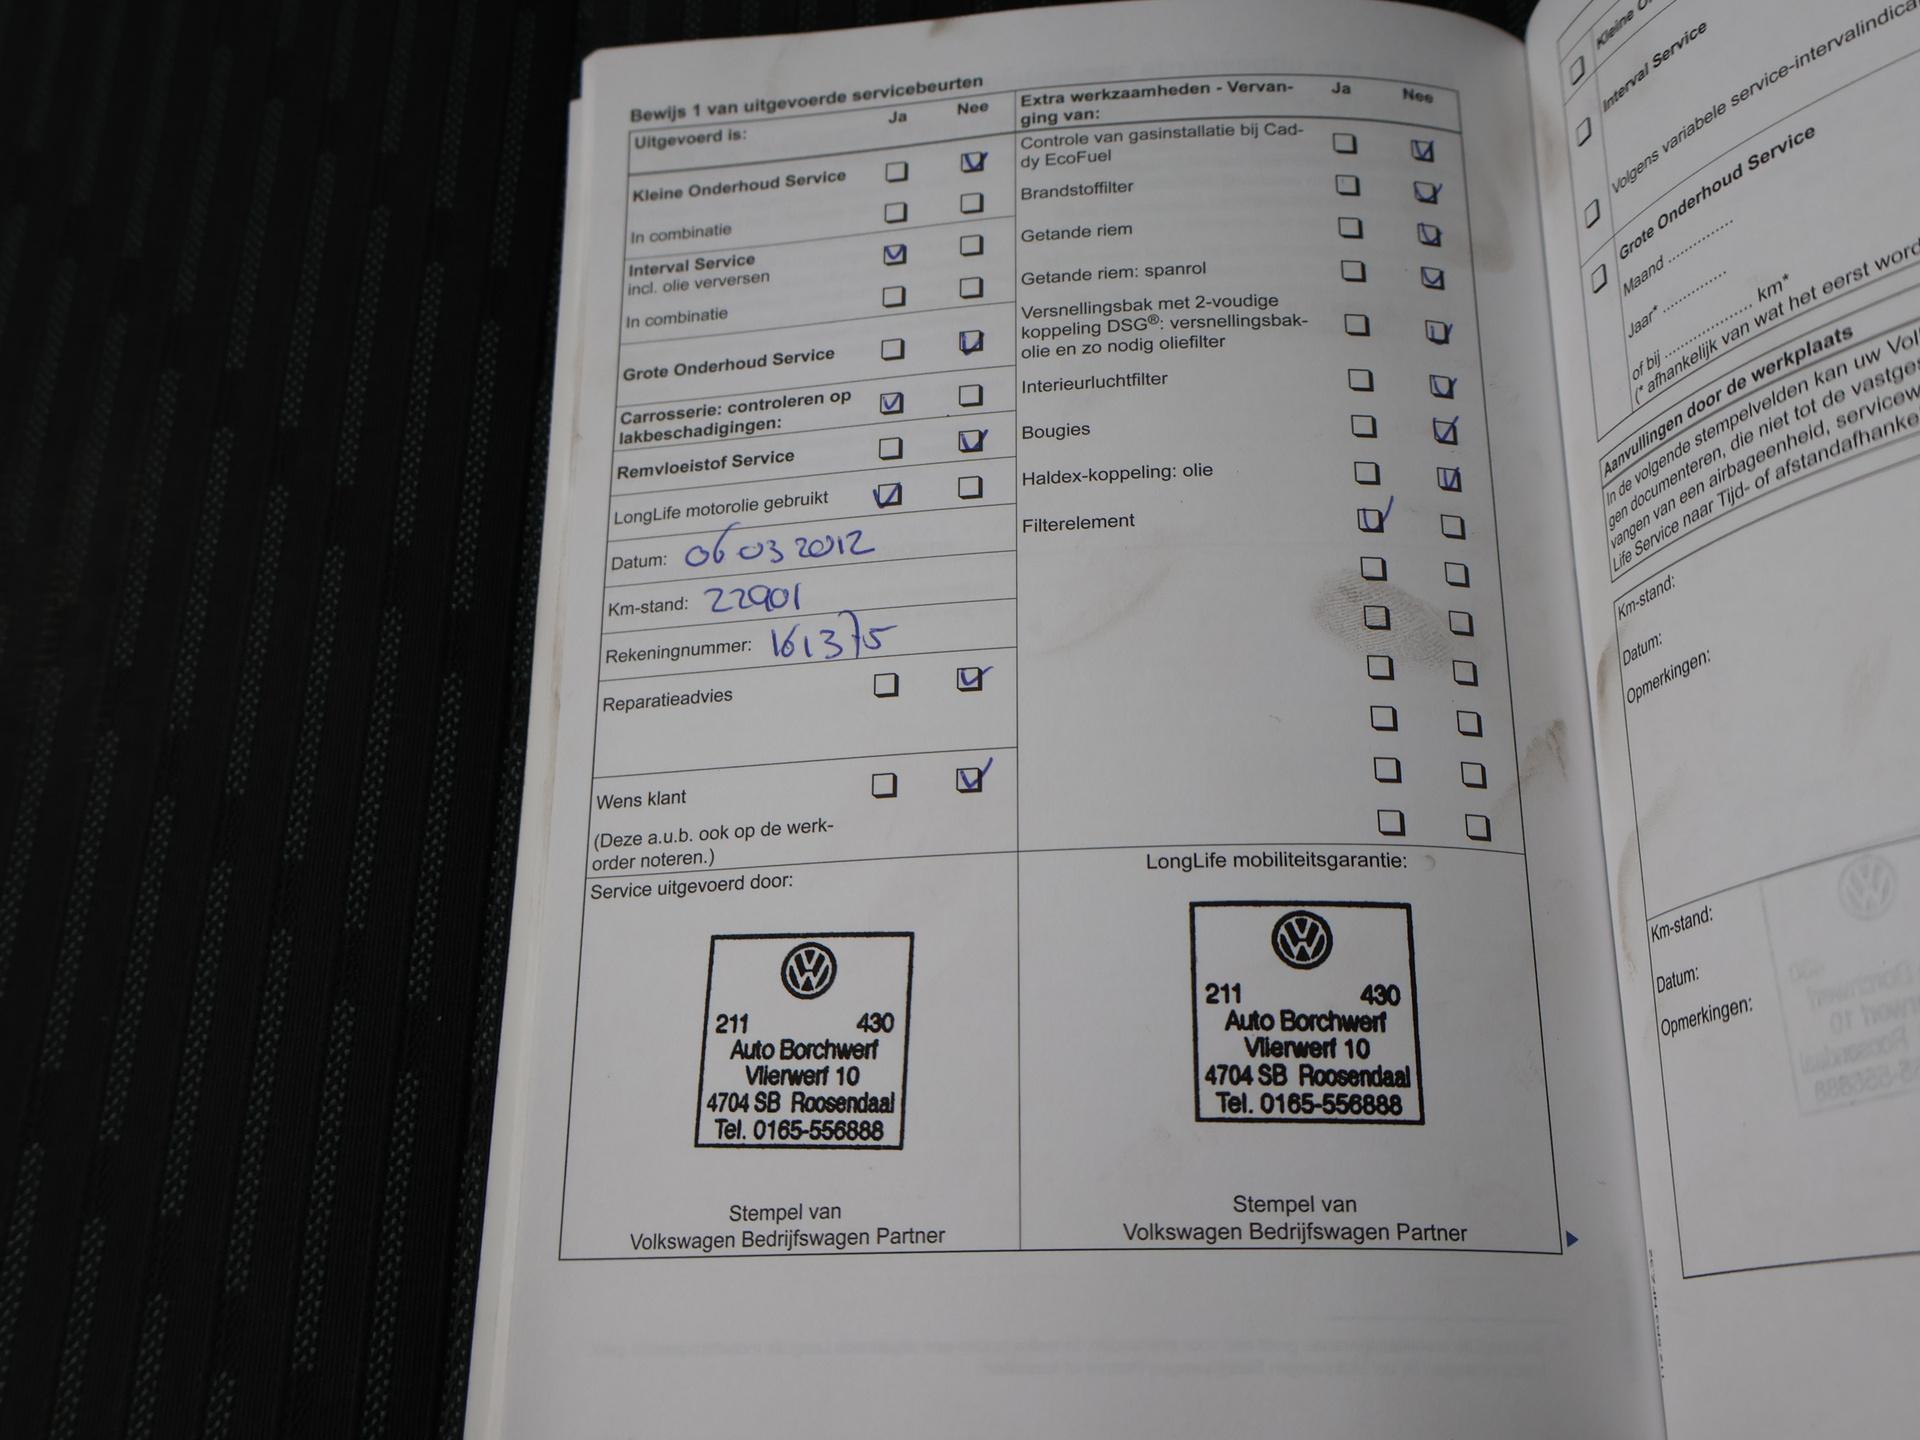 Bewijs 1 van uitgevoerde servicebeurten
Uitgevoerd is:
Ja
Nee
Kleine Onderhoud Service
In combinatie
Interval Service
incl. olie verversen
In combinatie
Grote Onderhoud Service
Carrosserie: controleren op
lakbeschadigingen:
Remvloeistof Service
LongLife motorolie gebruikt
Datum: 06 03 2012
Km-stand: 22901
Rekeningnummer: 161375
Reparatieadvies
Wens klant
(Deze a.u.b. ook op de werk-
order noteren.)
Service uitgevoerd door:
211 430
Auto Borchwerf
Vlierwerf 10
4704 SB Roosendaal
Tel. 0165-556888
Stempel van
Volkswagen Bedrijfswagen Partner
Extra werkzaamheden - Vervan-
ging van:
Ja
Nee
Controle van gasinstallatie bij Cad-
dy EcoFuel
Brandstoffilter
Getande riem
Getande riem: spanrol
Versnellingsbak met 2-voudige
koppeling DSG®: versnellingsbak-
olie en zo nodig oliefilter
Interieurluchtfilter
Bougies
Haldex-koppeling: olie
Filterelement
LongLife mobiliteitsgarantie:
211 430
Auto Borchwerf
Vlierwerf 10
4704 SB Roosendaal
Tel. 0165-556888
Stempel van
Volkswagen Bedrijfswagen Partner
Kleine
Interval Service
Volgens variabele service-intervalindica
Grote Onderhoud Service
Maand ...............
Jaar* ...............
of bij .................... km*
(* afhankelijk van wat het eerst word
Aanvullingen door de werkplaats
In de volgende stempelvelden kan uw Vol
gen documenteren, die niet tot de vastges
vangen van een airbageenheid, servicew
Life Service naar Tijd- of afstandafhanke
Km-stand:
Datum:
Opmerkingen:
Km-stand:
Datum:
Opmerkingen: